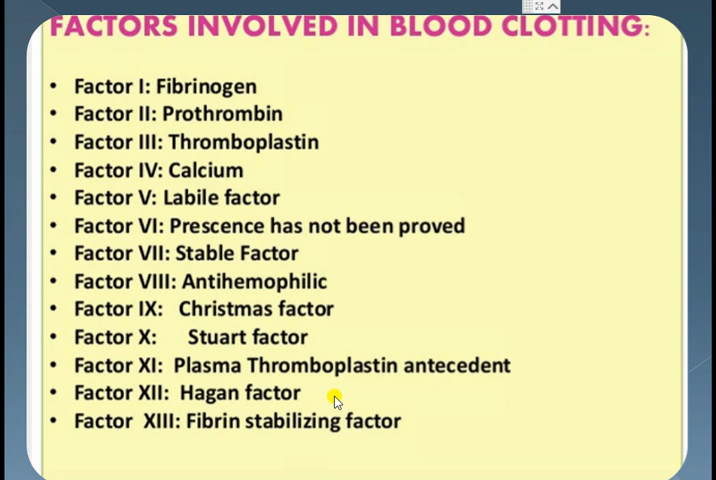 FACTORS INVOLVED IN BLOOD CLOTTING:
• Factor I: Fibrinogen
• Factor II: Prothrombin
• Factor III: Thromboplastin
• Factor IV: Calcium
• Factor V: Labile factor
• Factor VI: Prescence has not been proved
• Factor VII: Stable Factor
• Factor VIII: Antihemophilic
• Factor IX: Christmas factor
• Factor X: Stuart factor
• Factor XI: Plasma Thromboplastin antecedent
• Factor XII: Hagan factor
• Factor XIII: Fibrin stabilizing factor